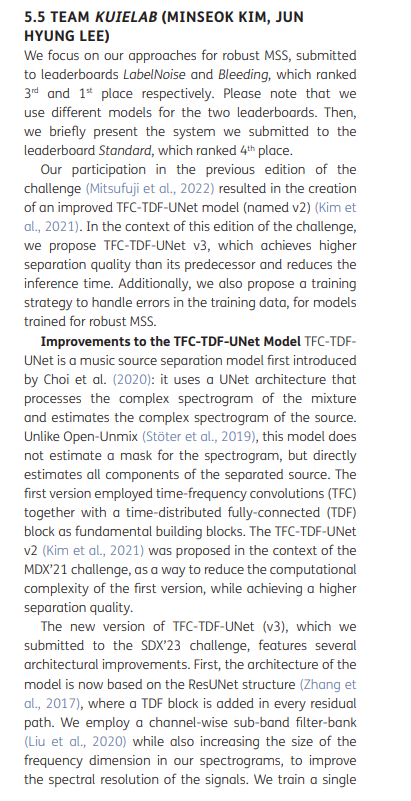 5.5 TEAM KUIELAB (MINSEOK KIM, JUN
HYUNG LEE)
We focus on our approaches for robust MSS, submitted
to leaderboards LabelNoise and Bleeding, which ranked
3rd and 1st place respectively. Please note that we
use different models for the two leaderboards. Then,
we briefly present the system we submitted to the
leaderboard Standard, which ranked 4th place.
Our participation in the previous edition of the
challenge (Mitsufuji et al., 2022) resulted in the creation
of an improved TFC-TDF-UNet model (named v2) (Kim et
al., 2021). In the context of this edition of the challenge,
we propose TFC-TDF-UNet v3, which achieves higher
separation quality than its predecessor and reduces the
inference time. Additionally, we also propose a training
strategy to handle errors in the training data, for models
trained for robust MSS.
Improvements to the TFC-TDF-UNet Model TFC-TDF-
UNet is a music source separation model first introduced
by Choi et al. (2020): it uses a UNet architecture that
processes the complex spectrogram of the mixture
and estimates the complex spectrogram of the source.
Unlike Open-Unmix (Stöter et al., 2019), this model does
not estimate a mask for the spectrogram, but directly
estimates all components of the separated source. The
first version employed time-frequency convolutions (TFC)
together with a time-distributed fully-connected (TDF)
block as fundamental building blocks. The TFC-TDF-UNet
v2 (Kim et al., 2021) was proposed in the context of the
MDX’21 challenge, as a way to reduce the computational
complexity of the first version, while achieving a higher
separation quality.
The new version of TFC-TDF-UNet (v3), which we
submitted to the SDX’23 challenge, features several
architectural improvements. First, the architecture of the
model is now based on the ResUNet structure (Zhang et
al., 2017), where a TDF block is added in every residual
path. We employ a channel-wise sub-band filter-bank
(Liu et al., 2020) while also increasing the size of the
frequency dimension in our spectrograms, to improve
the spectral resolution of the signals. We train a single